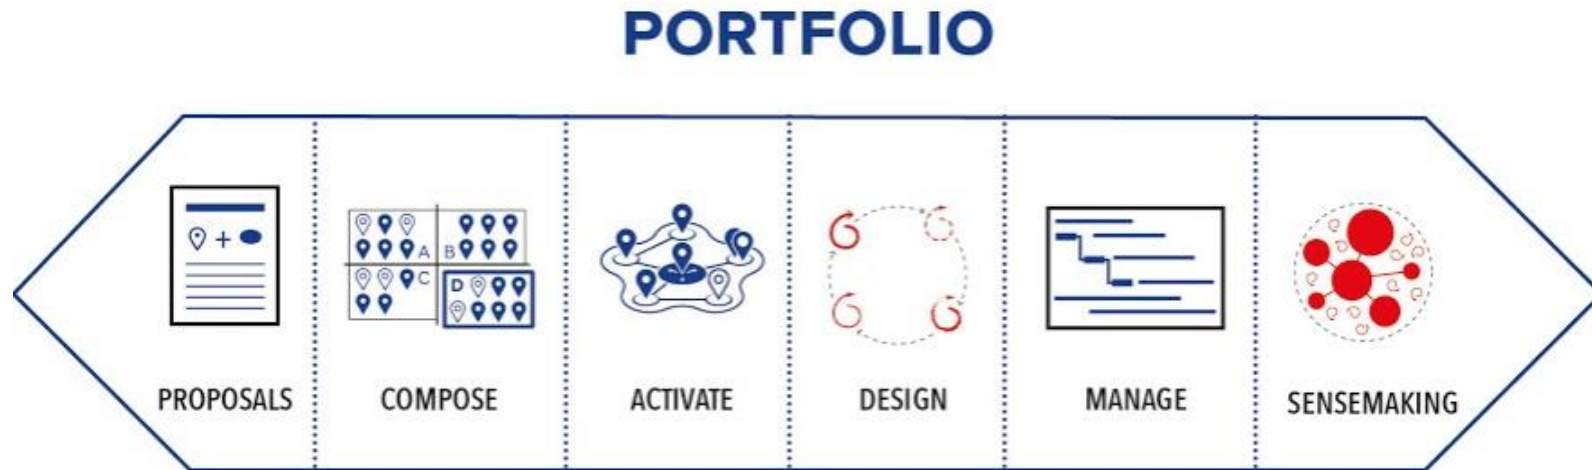 PORTFOLIO
A B
C D
PROPOSALS COMPOSE ACTIVATE DESIGN MANAGE SENSEMAKING